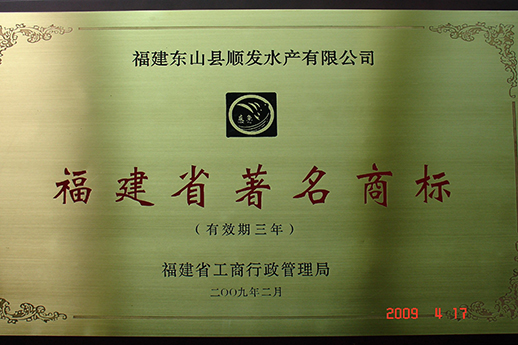 福建东山县顺发水产有限公司
福建省著名商标
(有效期三年)
福建省工商行政管理局
二〇〇九年二月
2009 4 17